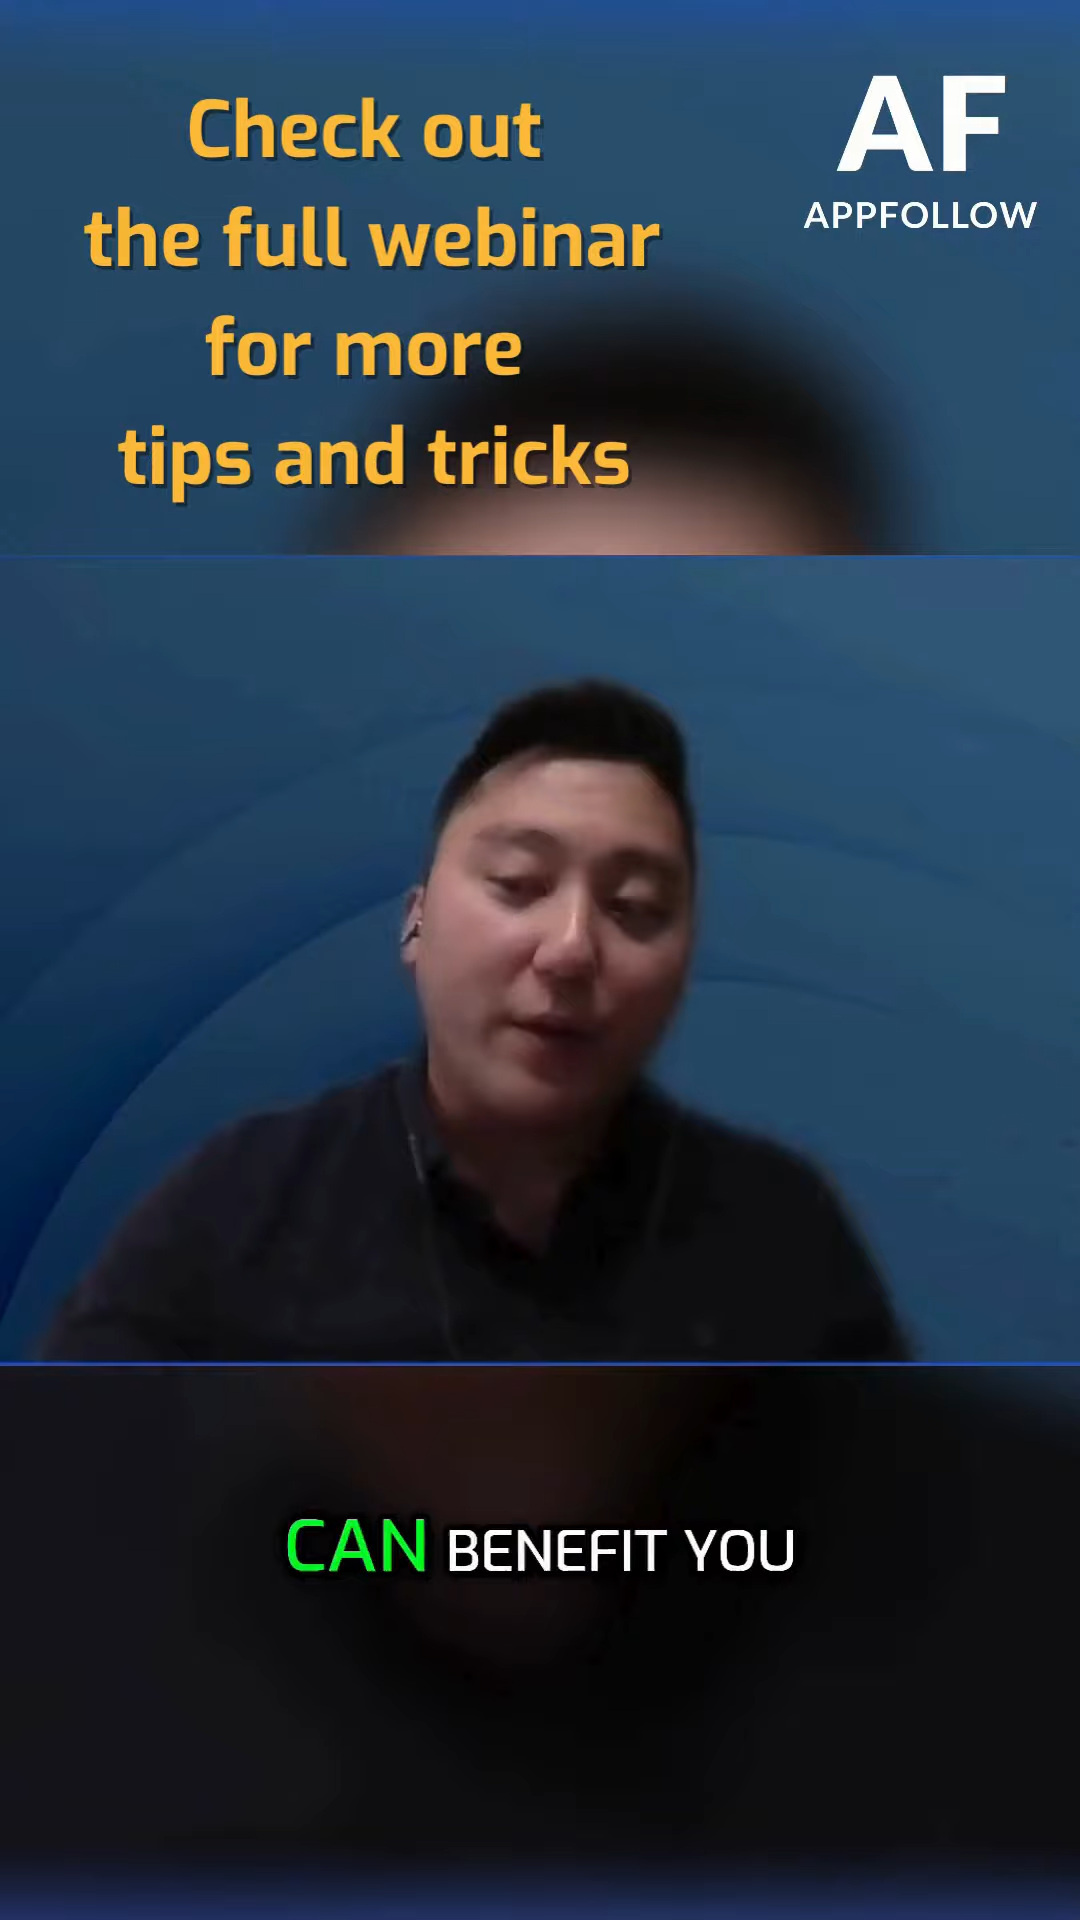 Check out
the full webinar
for more
tips and tricks
AF
APPFOLLOW
CAN BENEFIT YOU